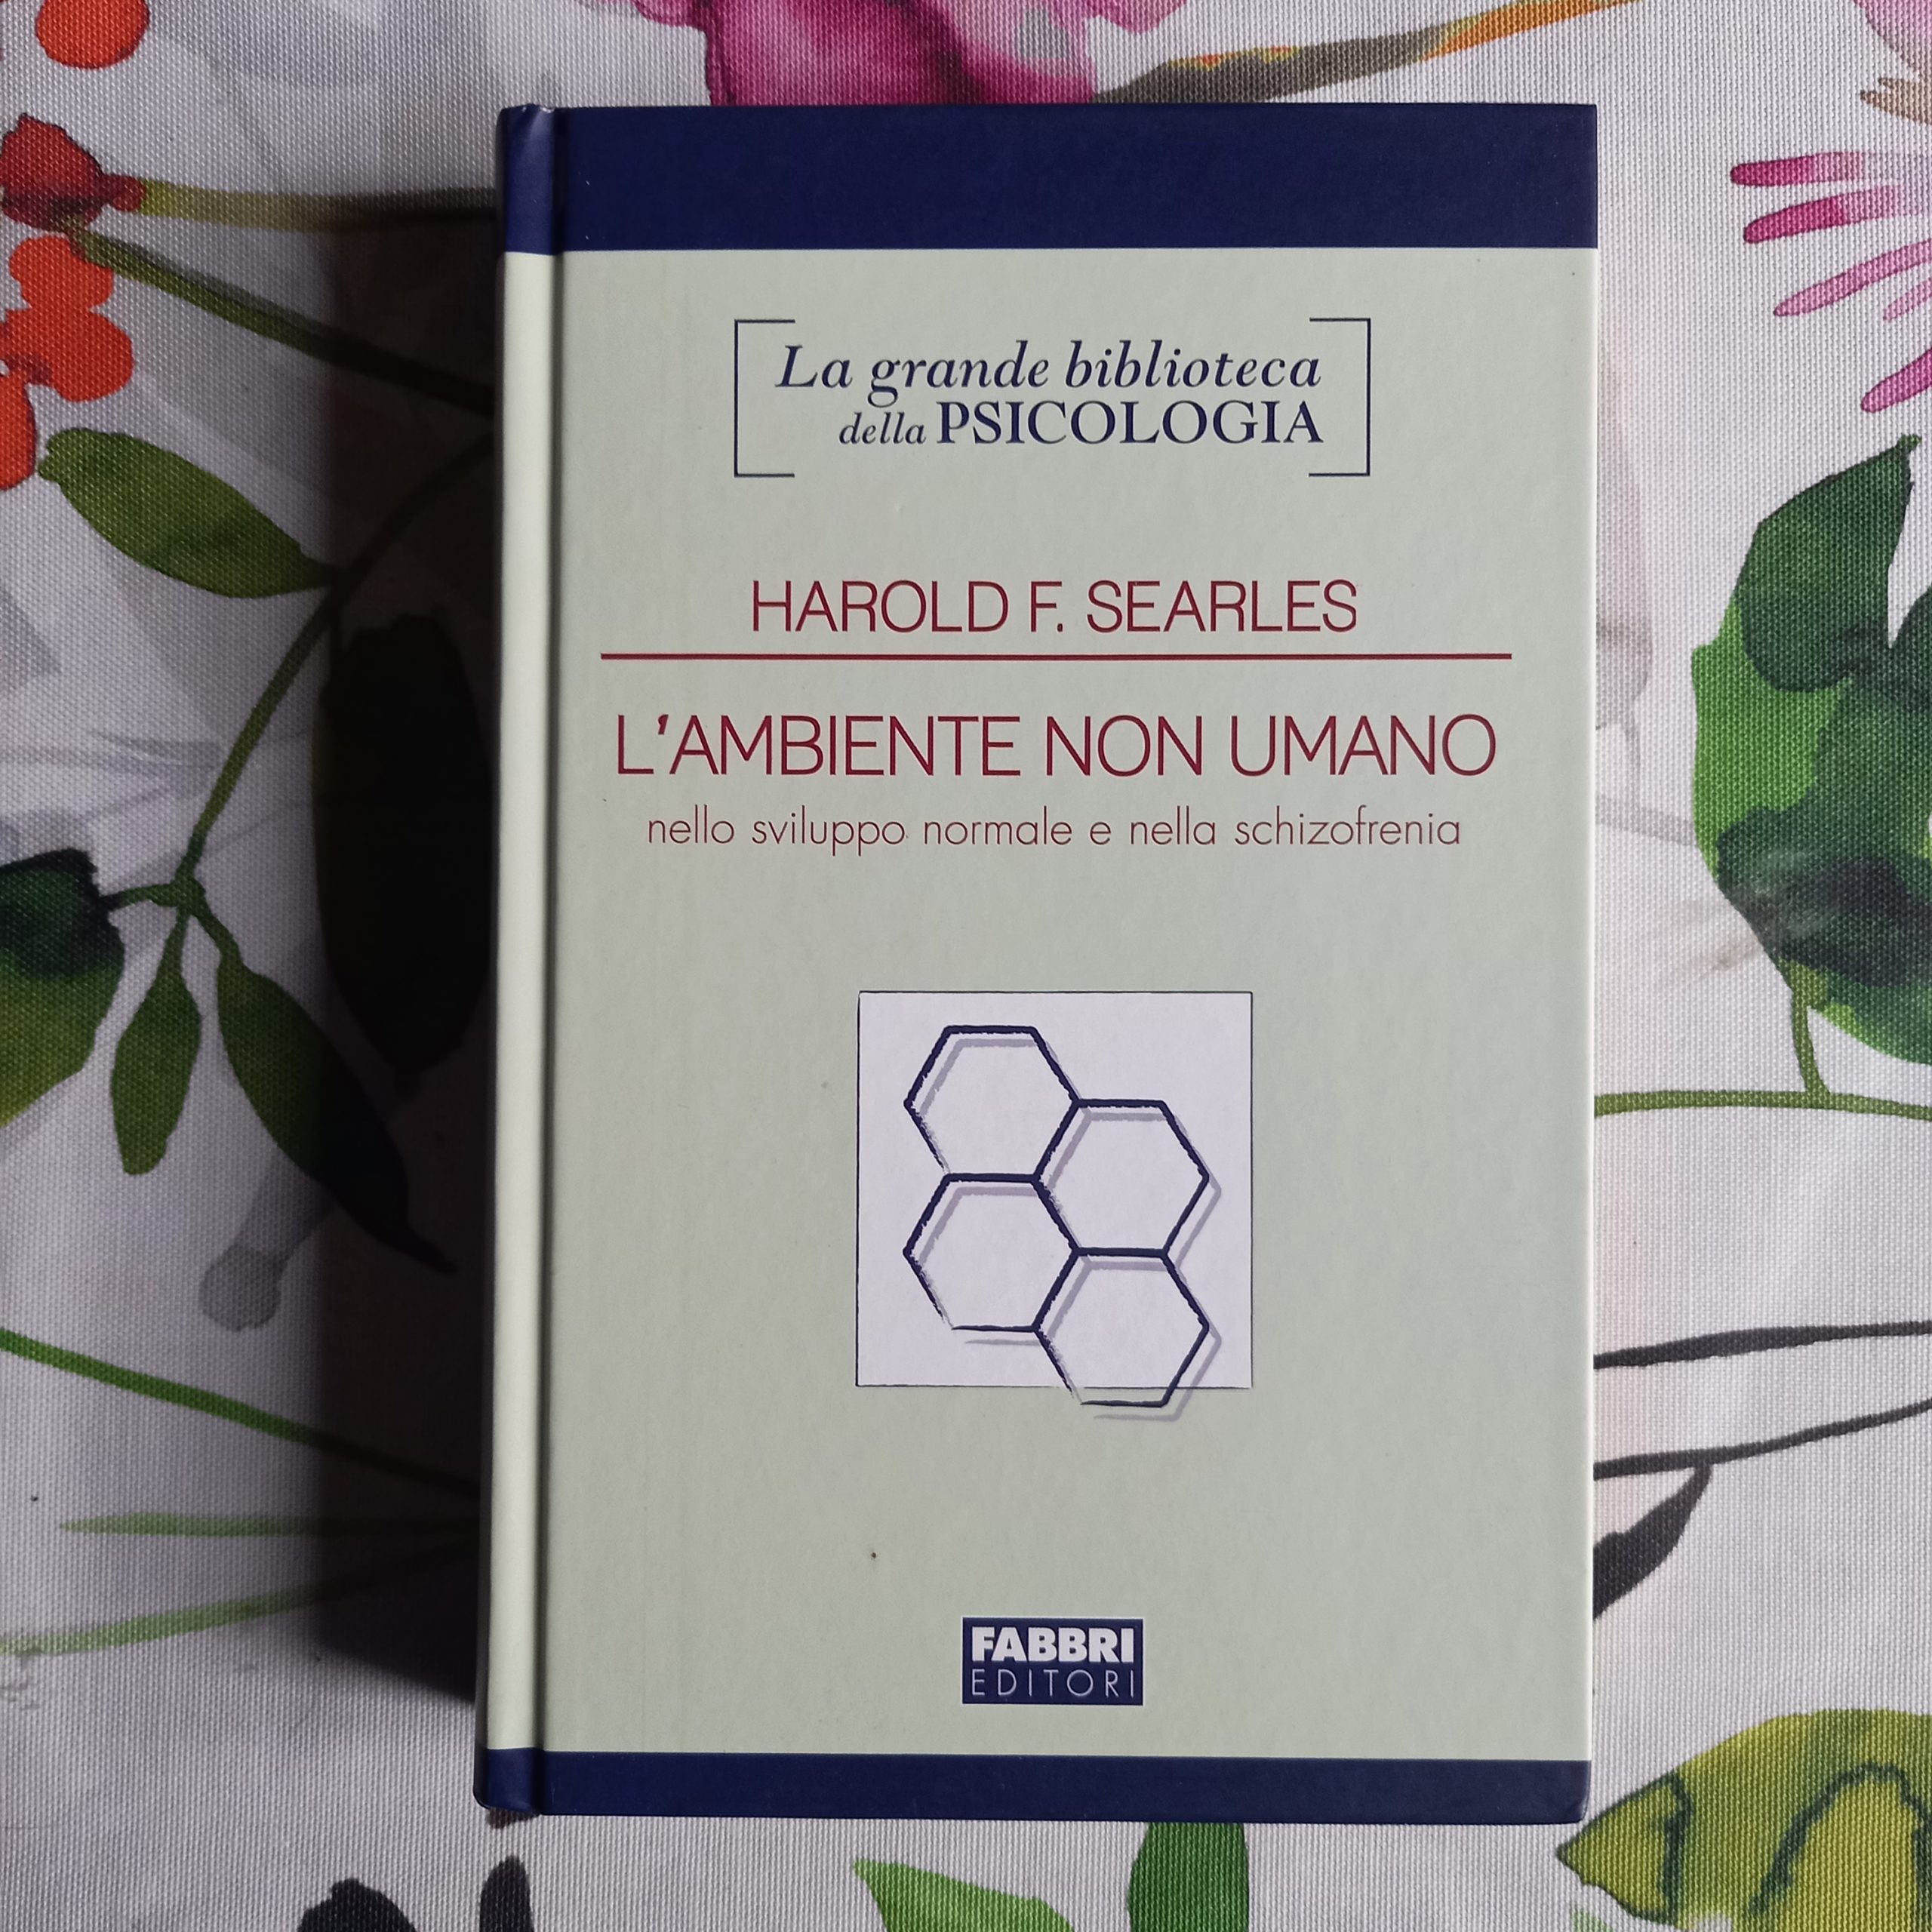 La grande biblioteca
della PSICOLOGIA
HAROLD F. SEARLES
L'AMBIENTE NON UMANO
nello sviluppo normale e nella schizofrenia
FABBRI
EDITORI